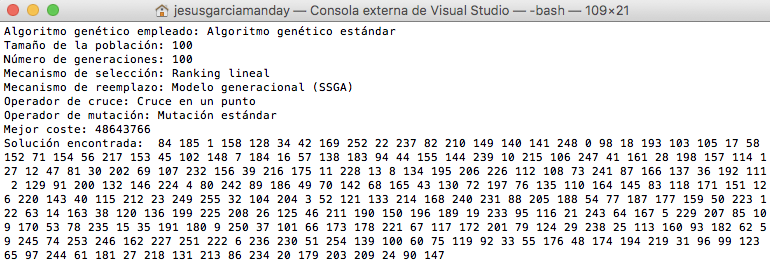 jesusgarciamanday — Consola externa de Visual Studio — -bash — 109×21
Algoritmo genético empleado: Algoritmo genético estándar
Tamaño de la población: 100
Número de generaciones: 100
Mecanismo de selección: Ranking lineal
Mecanismo de reemplazo: Modelo generacional (SSGA)
Operador de cruce: Cruce en un punto
Operador de mutación: Mutación estándar
Mejor coste: 48643766
Solución encontrada:  84 185 1 158 128 34 42 169 252 22 237 82 210 149 140 141 248 0 98 18 193 103 105 17 58
152 71 154 56 217 153 45 102 148 7 184 16 57 138 183 94 44 155 144 239 10 215 106 247 41 161 28 198 157 114 1
27 12 47 81 30 202 69 107 232 156 39 216 175 11 228 13 8 134 195 206 226 112 108 73 241 87 166 137 36 192 111
 2 129 91 200 132 146 224 4 80 242 89 186 49 70 142 68 165 43 130 72 197 76 135 110 164 145 83 118 171 151 12
6 220 143 40 115 212 23 249 255 32 104 204 3 52 121 133 214 168 240 231 88 205 188 54 77 187 177 159 50 223 1
22 63 14 163 38 120 136 199 225 208 26 125 46 211 190 150 196 189 19 233 95 116 21 243 64 167 5 229 207 85 10
9 170 53 78 235 15 35 191 180 9 250 37 101 66 173 178 221 67 117 172 201 79 124 29 238 25 113 160 93 182 62 5
9 245 74 253 246 162 227 251 222 6 236 230 51 254 139 100 60 75 119 92 33 55 176 48 174 194 219 31 96 99 123
65 97 244 61 181 27 218 131 213 86 234 20 179 203 209 24 90 147